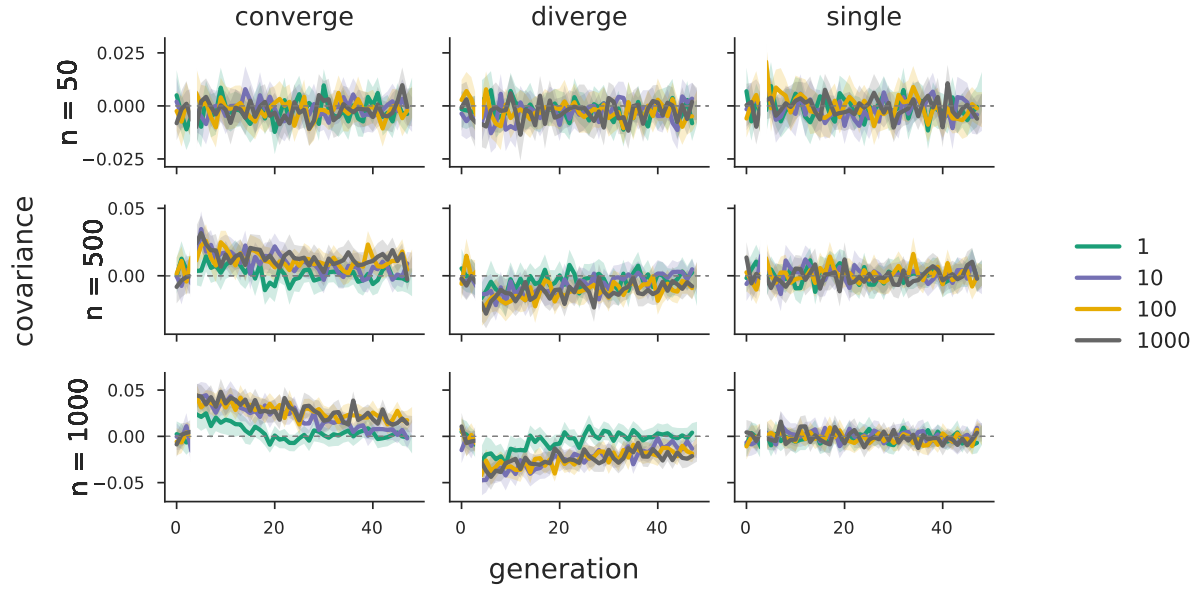 converge diverge single
n = 50
0.025
0.000
−0.025
covariance
n = 500
0.05
0.00
n = 1000
0.05
0.00
−0.05
0 20 40 0 20 40 0 20 40
generation
1
10
100
1000